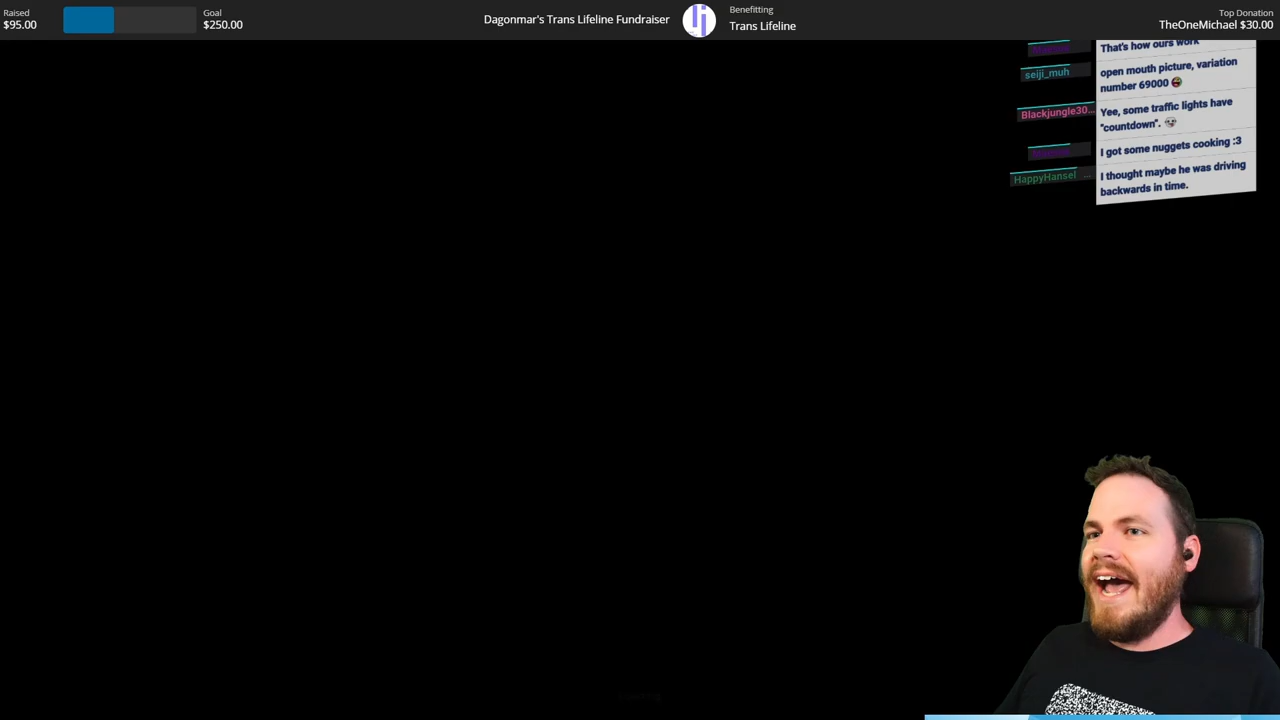 Raised
$95.00
Goal
$250.00
Dagonmar's Trans Lifeline Fundraiser
Benefitting
Trans Lifeline
Top Donation
TheOneMichael $30.00
That's how ours work
seiji_muh
open mouth picture, variation
number 69000
Blackjungle30...
Yee, some traffic lights have
"countdown".
I got some nuggets cooking :3
HappyHansel ...
I thought maybe he was driving
backwards in time.